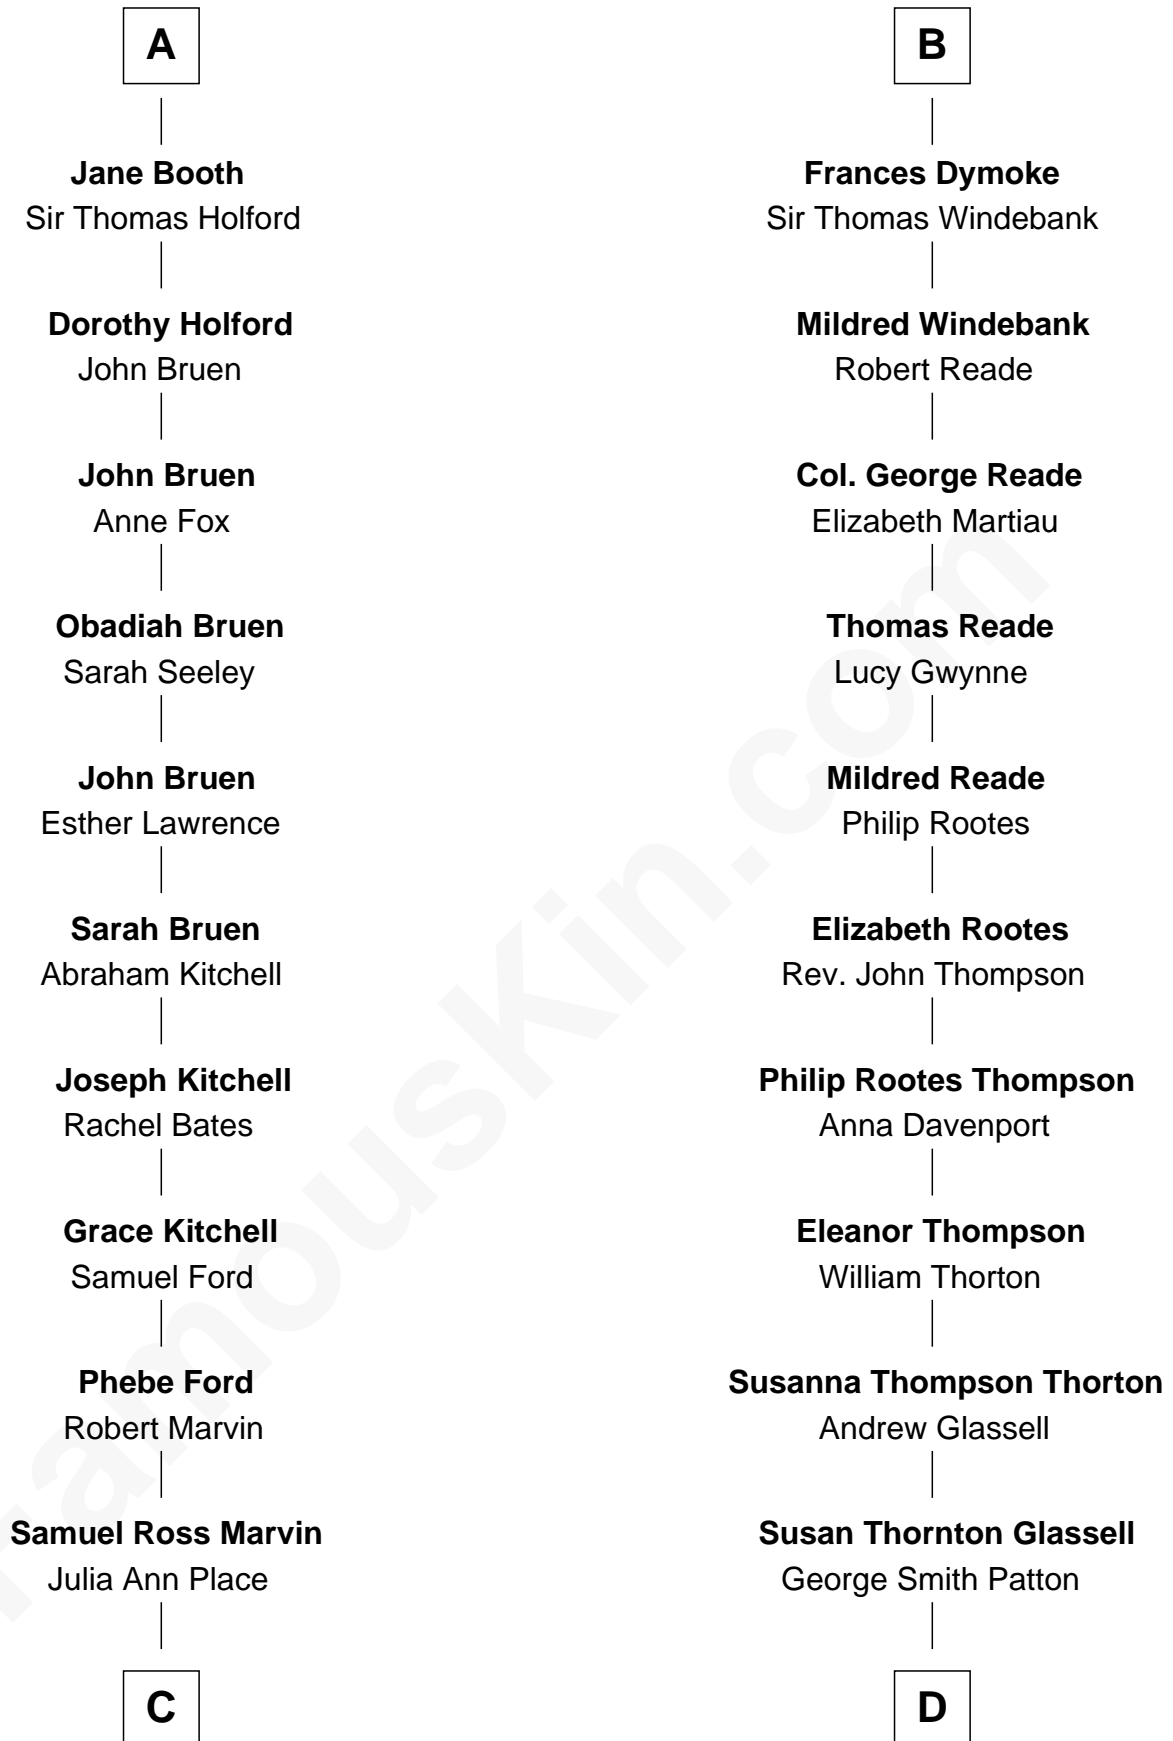 A
Jane Booth
Sir Thomas Holford
Dorothy Holford
John Bruen
John Bruen
Anne Fox
Obadiah Bruen
Sarah Seeley
John Bruen
Esther Lawrence
Sarah Bruen
Abraham Kitchell
Joseph Kitchell
Rachel Bates
Grace Kitchell
Samuel Ford
Phebe Ford
Robert Marvin
Samuel Ross Marvin
Julia Ann Place
C
B
Frances Dymoke
Sir Thomas Windebank
Mildred Windebank
Robert Reade
Col. George Reade
Elizabeth Martiau
Thomas Reade
Lucy Gwynne
Mildred Reade
Philip Rootes
Elizabeth Rootes
Rev. John Thompson
Philip Rootes Thompson
Anna Davenport
Eleanor Thompson
William Thorton
Susanna Thompson Thorton
Andrew Glassell
Susan Thornton Glassell
George Smith Patton
D
FamousKin.com